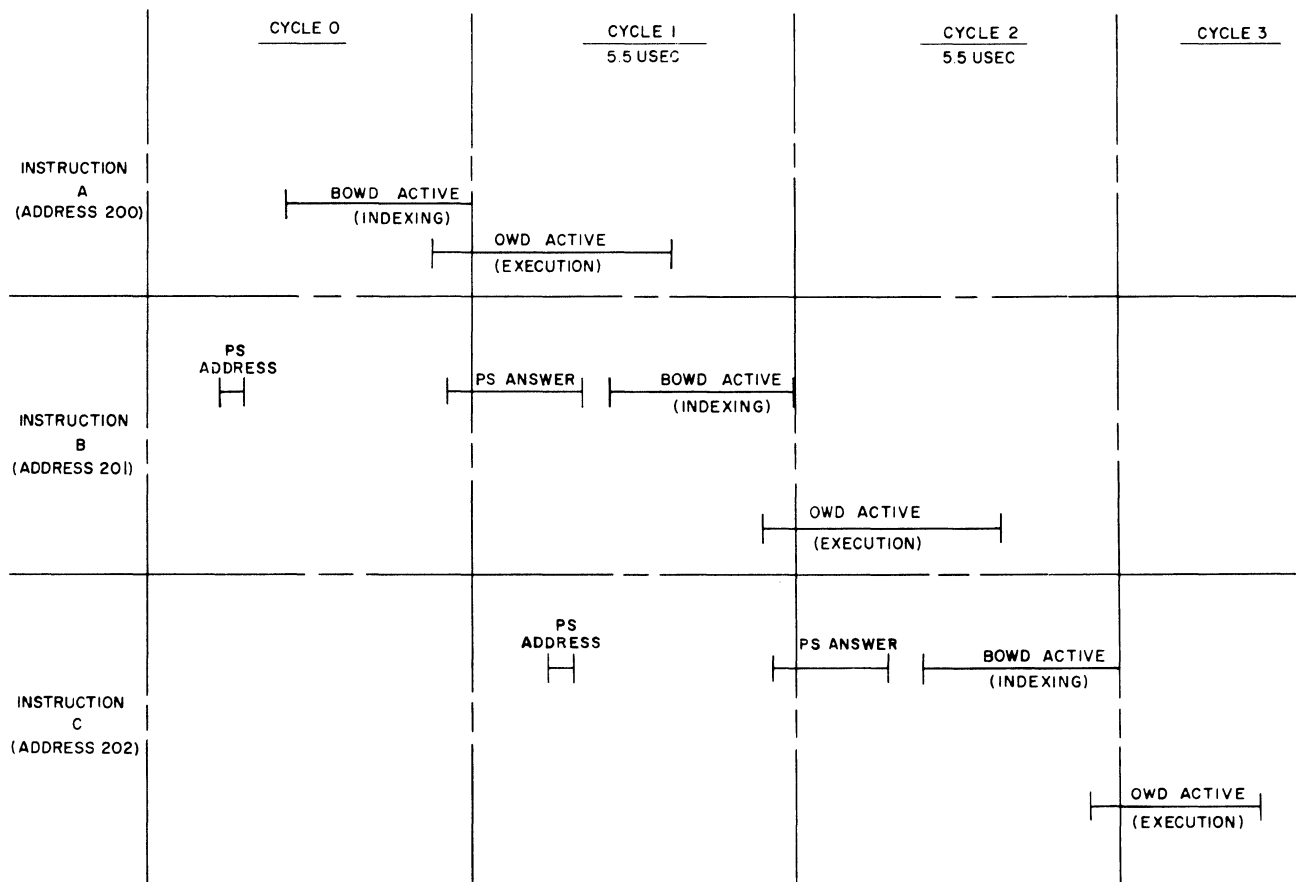 CYCLE 0
CYCLE 1
5.5 USEC
CYCLE 2
5.5 USEC
CYCLE 3
INSTRUCTION
A
(ADDRESS 200)
BOWD ACTIVE
(INDEXING)
OWD ACTIVE
(EXECUTION)
INSTRUCTION
B
(ADDRESS 201)
PS
ADDRESS
PS ANSWER
BOWD ACTIVE
(INDEXING)
OWD ACTIVE
(EXECUTION)
INSTRUCTION
C
(ADDRESS 202)
PS
ADDRESS
PS ANSWER
BOWD ACTIVE
(INDEXING)
OWD ACTIVE
(EXECUTION)